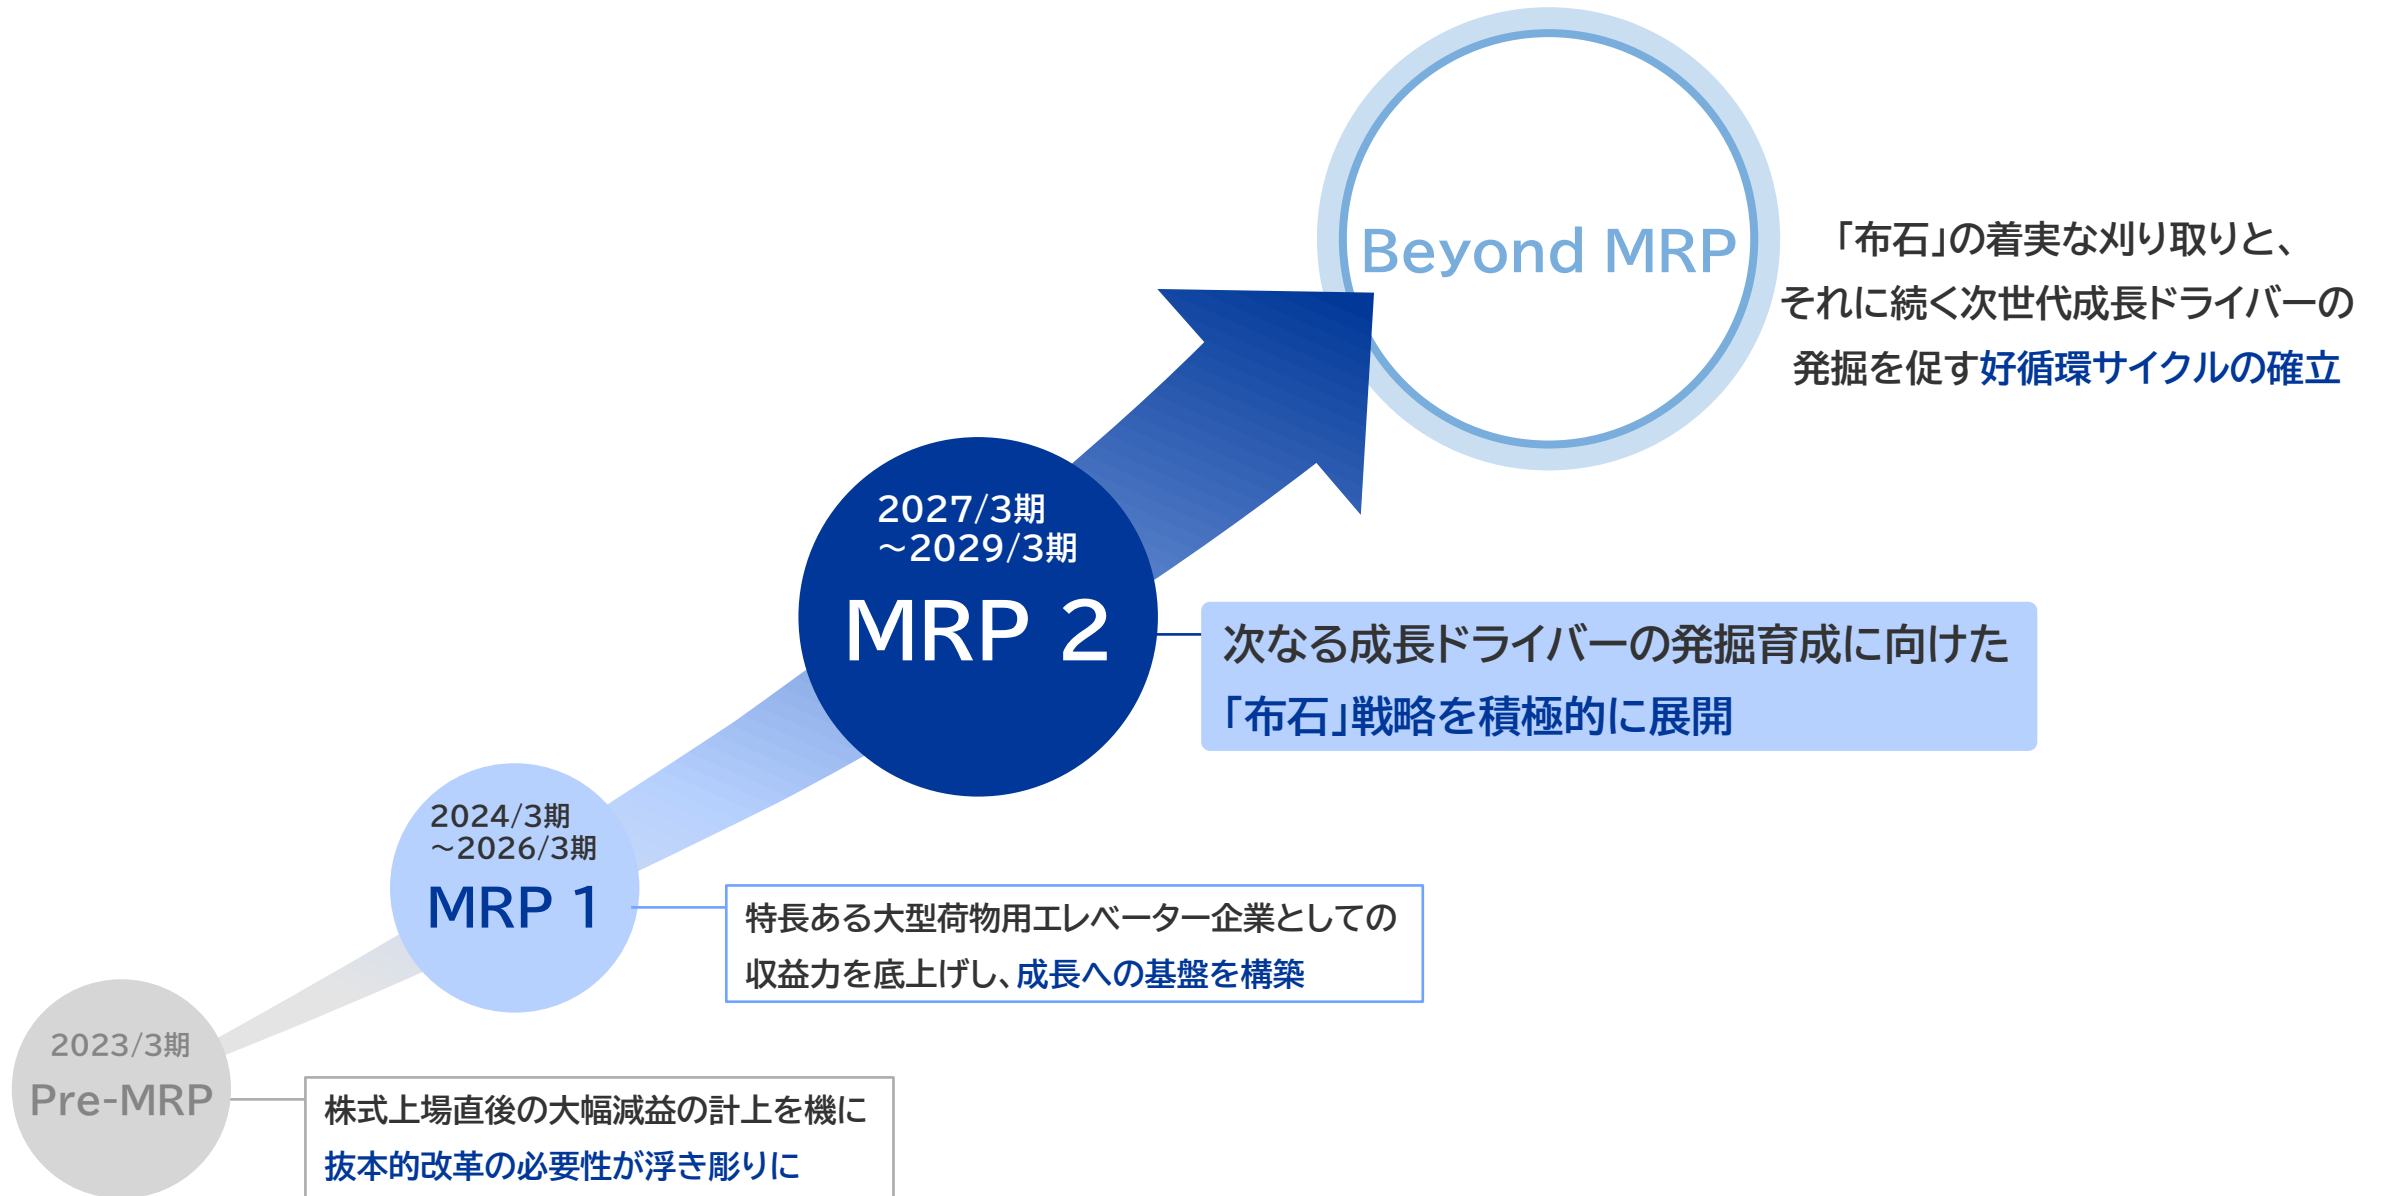 Beyond MRP
「布石」の着実な刈り取りと、
それに続く次世代成長ドライバーの
発掘を促す好循環サイクルの確立
2027/3期
～2029/3期
MRP 2
次なる成長ドライバーの発掘育成に向けた
「布石」戦略を積極的に展開
2024/3期
～2026/3期
MRP 1
特長ある大型荷物用エレベーター企業としての
収益力を底上げし、成長への基盤を構築
2023/3期
Pre-MRP
株式上場直後の大幅減益の計上を機に
抜本的改革の必要性が浮き彫りに